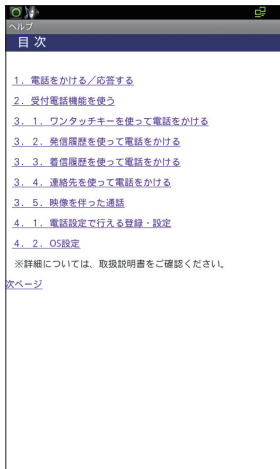 ヘルプ
目 次
1. 電話をかける／応答する
2. 受付電話機能を使う
3. 1. ワンタッチキーを使って電話をかける
3. 2. 発信履歴を使って電話をかける
3. 3. 着信履歴を使って電話をかける
3. 4. 連絡先を使って電話をかける
3. 5. 映像を伴った通話
4. 1. 電話設定で行える登録・設定
4. 2. OS設定
※詳細については、取扱説明書をご確認ください。
次ページ